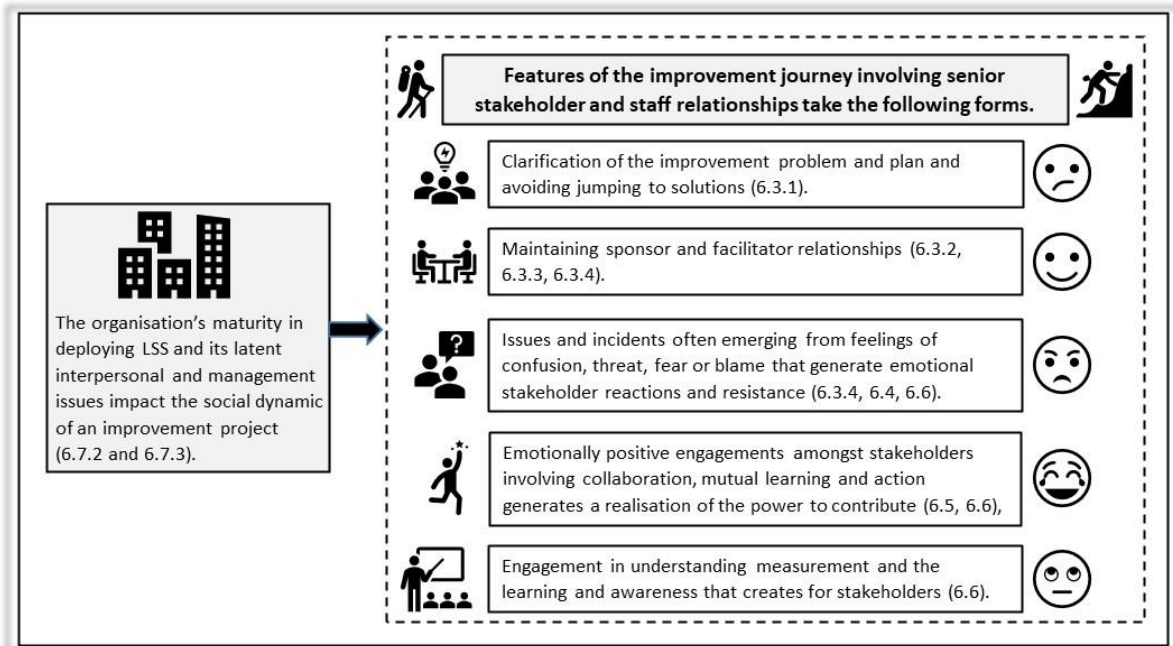 Features of the improvement journey involving senior
stakeholder and staff relationships take the following forms.
Clarification of the improvement problem and plan and
avoiding jumping to solutions (6.3.1).
Maintaining sponsor and facilitator relationships (6.3.2,
6.3.3, 6.3.4).
The organisation's maturity in
deploying LSS and its latent
interpersonal and management
issues impact the social dynamic
of an improvement project
(6.7.2 and 6.7.3).
Issues and incidents often emerging from feelings of
confusion, threat, fear or blame that generate emotional
stakeholder reactions and resistance (6.3.4, 6.4, 6.6).
?
Emotionally positive engagements amongst stakeholders
involving collaboration, mutual learning and action
generates a realisation of the power to contribute (6.5, 6.6),
Engagement in understanding measurement and the
learning and awareness that creates for stakeholders (6.6).